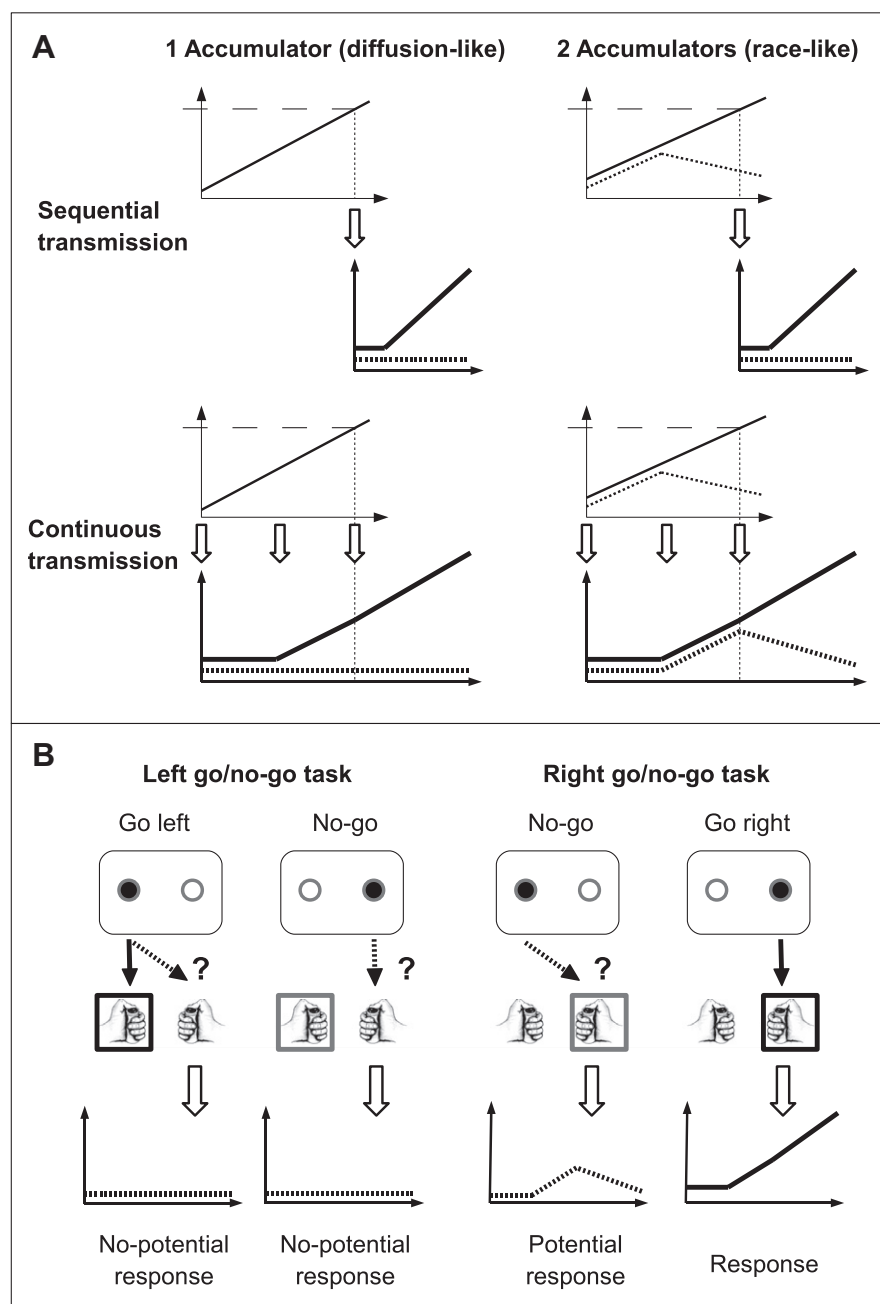 A
1 Accumulator (diffusion-like) 2 Accumulators (race-like)
Sequential
transmission
Continuous
transmission
B
Left go/no-go task Right go/no-go task
Go left No-go No-go Go right
? ? ?
No-potential No-potential Potential Response
response response response